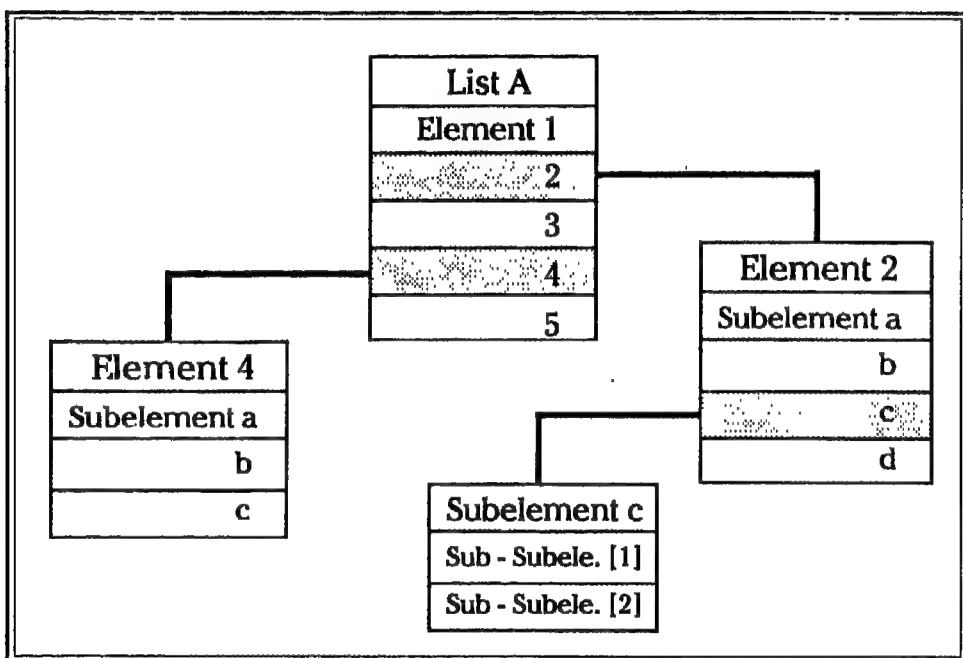 List A
Element 1
2
3
4
5
Element 2
Subelement a
b
c
d
Element 4
Subelement a
b
c
Subelement c
Sub - Subele. [1]
Sub - Subele. [2]